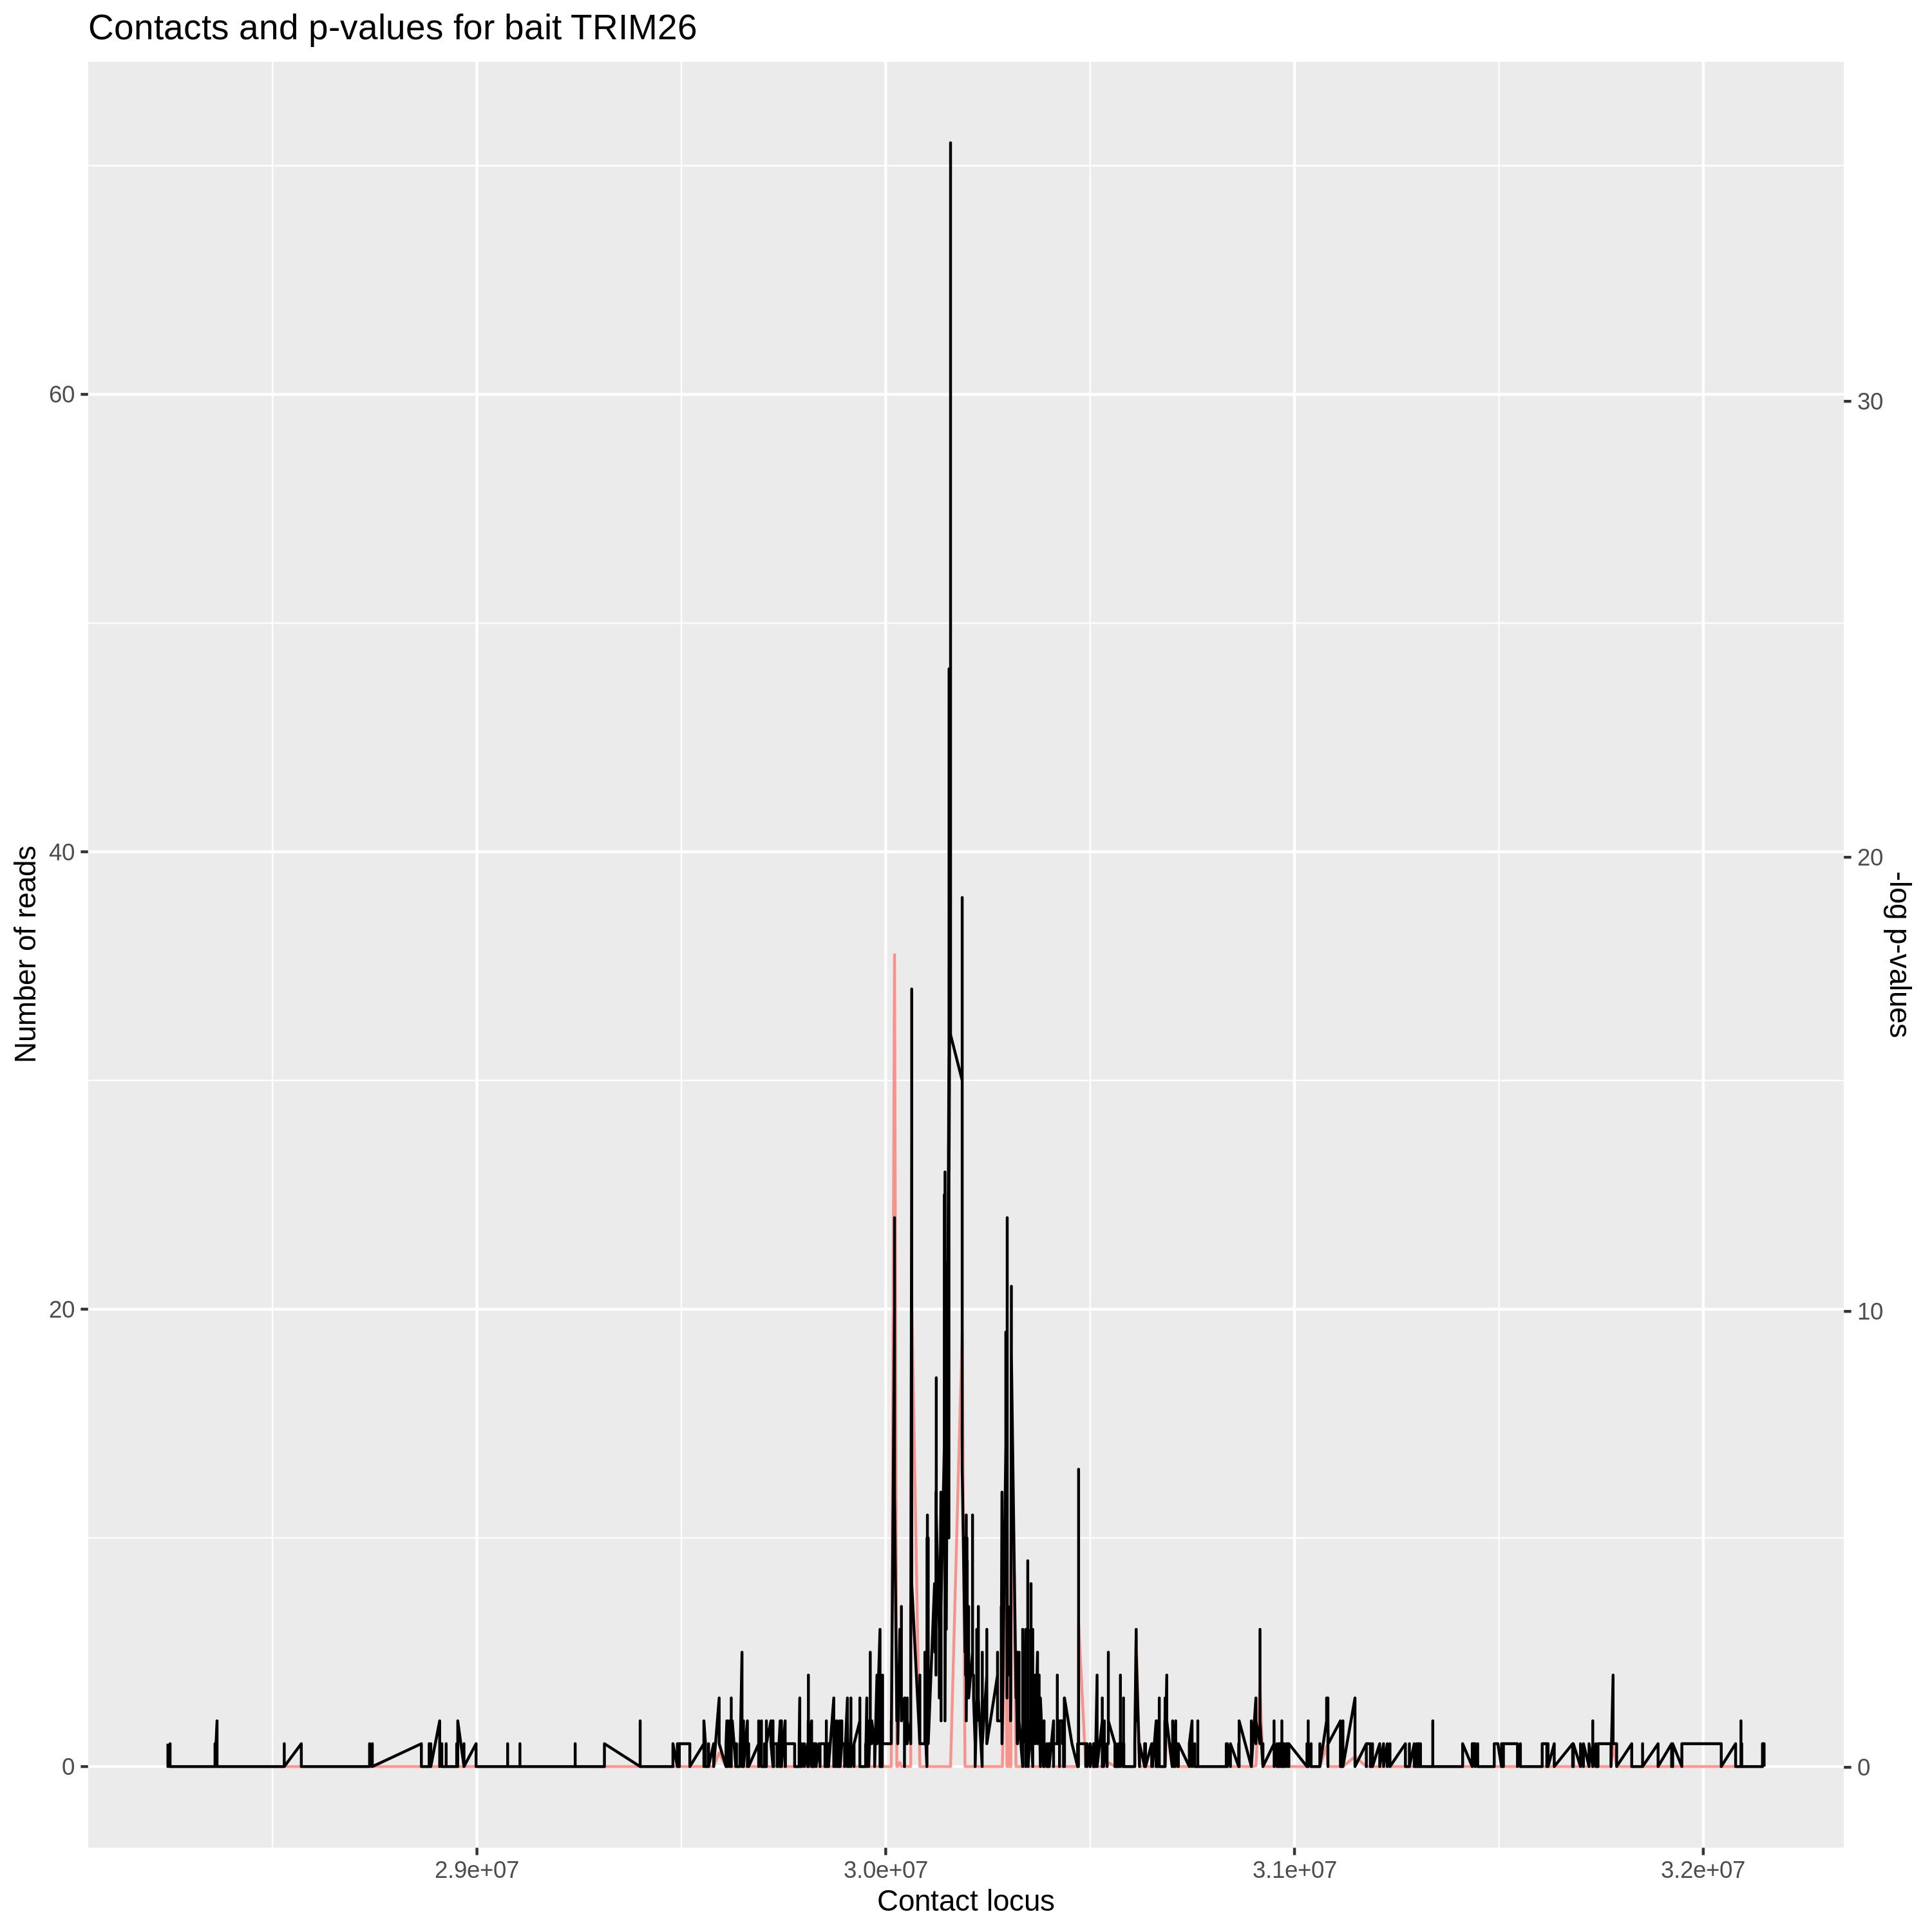 Contacts and p-values for bait TRIM26
60
40
20
0
Number of reads
30
20
10
0
-log p-values
2.9e+07 3.0e+07 3.1e+07 3.2e+07
Contact locus